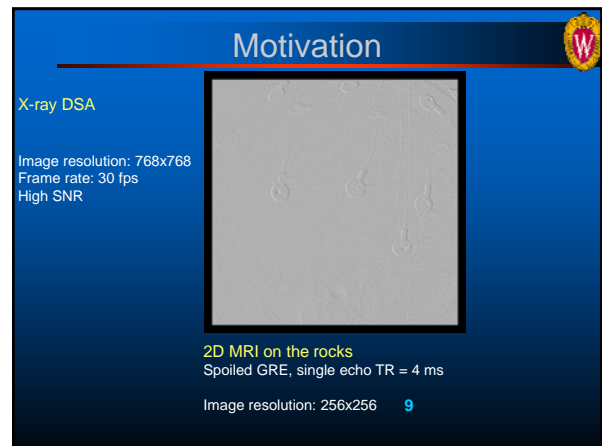 Motivation
W
X-ray DSA
Image resolution: 768x768
Frame rate: 30 fps
High SNR
2D MRI on the rocks
Spoiled GRE, single echo TR = 4 ms
Image resolution: 256x256 9